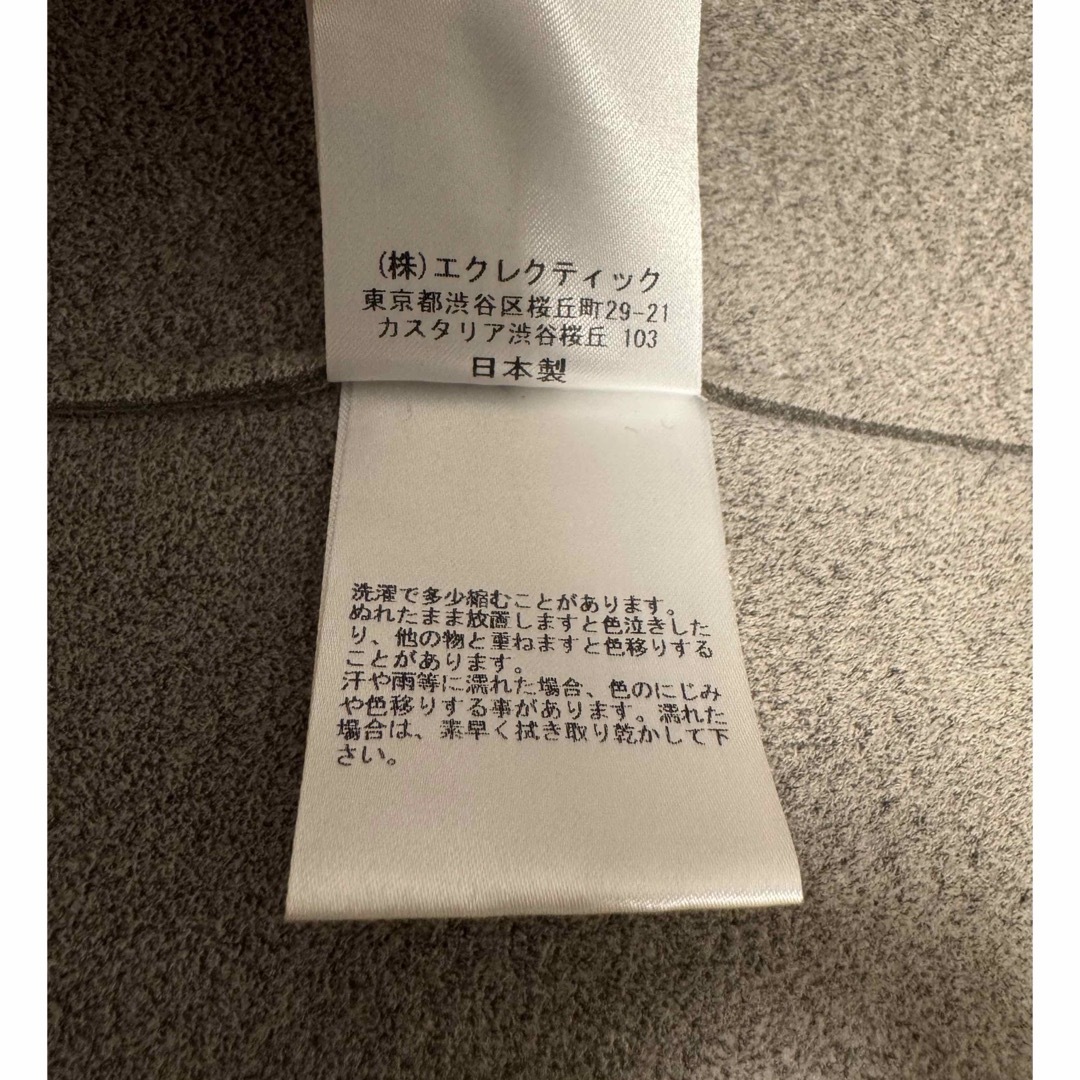 (株)エクレクティック
東京都渋谷区桜丘町29-21
カスタリア渋谷桜丘 103
日本製
洗濯で多少縮むことがあります。
ぬれたまま放置しますと色泣きした
り、他の物と重ねますと色移りする
ことがあります。
汗や雨等に濡れた場合、色のにじみ
や色移りする事があります。濡れた
場合は、素早く拭き取り乾かして下
さい。